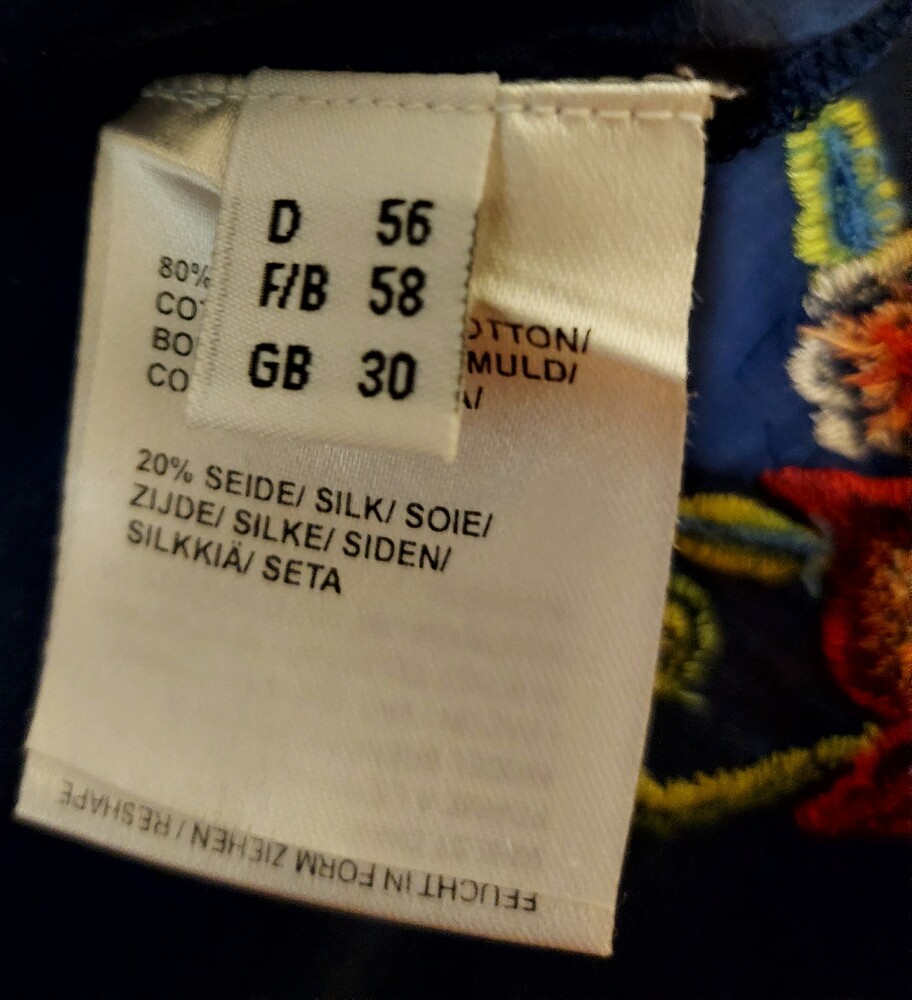 D 56
F/B 58
GB 30
80%
COT
BO
CO
OTTON/
MULD/
A/
20% SEIDE/ SILK/ SOIE/
ZIJDE/ SILKE/ SIDEN/
SILKKIÄ/ SETA
FEUCHT IN FORM ZIEHEN / RESHAPE